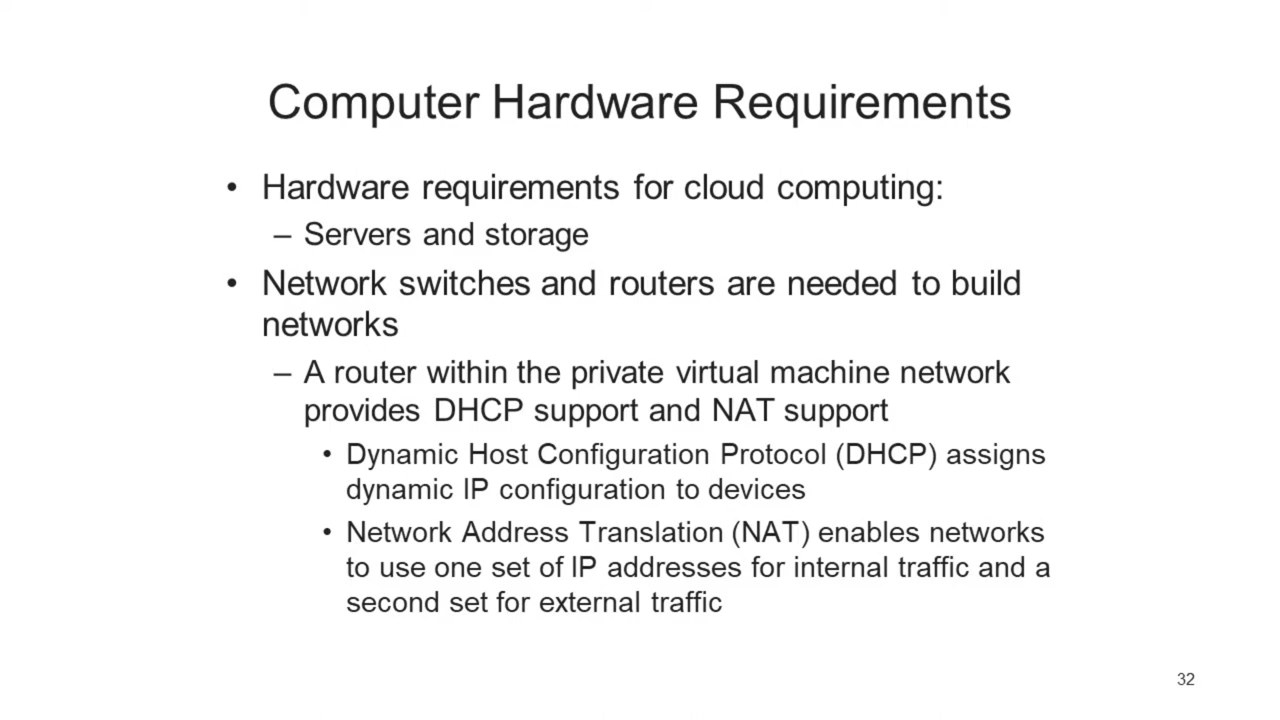 Computer Hardware Requirements
• Hardware requirements for cloud computing:
– Servers and storage
• Network switches and routers are needed to build
networks
– A router within the private virtual machine network
provides DHCP support and NAT support
• Dynamic Host Configuration Protocol (DHCP) assigns
dynamic IP configuration to devices
• Network Address Translation (NAT) enables networks
to use one set of IP addresses for internal traffic and a
second set for external traffic
32